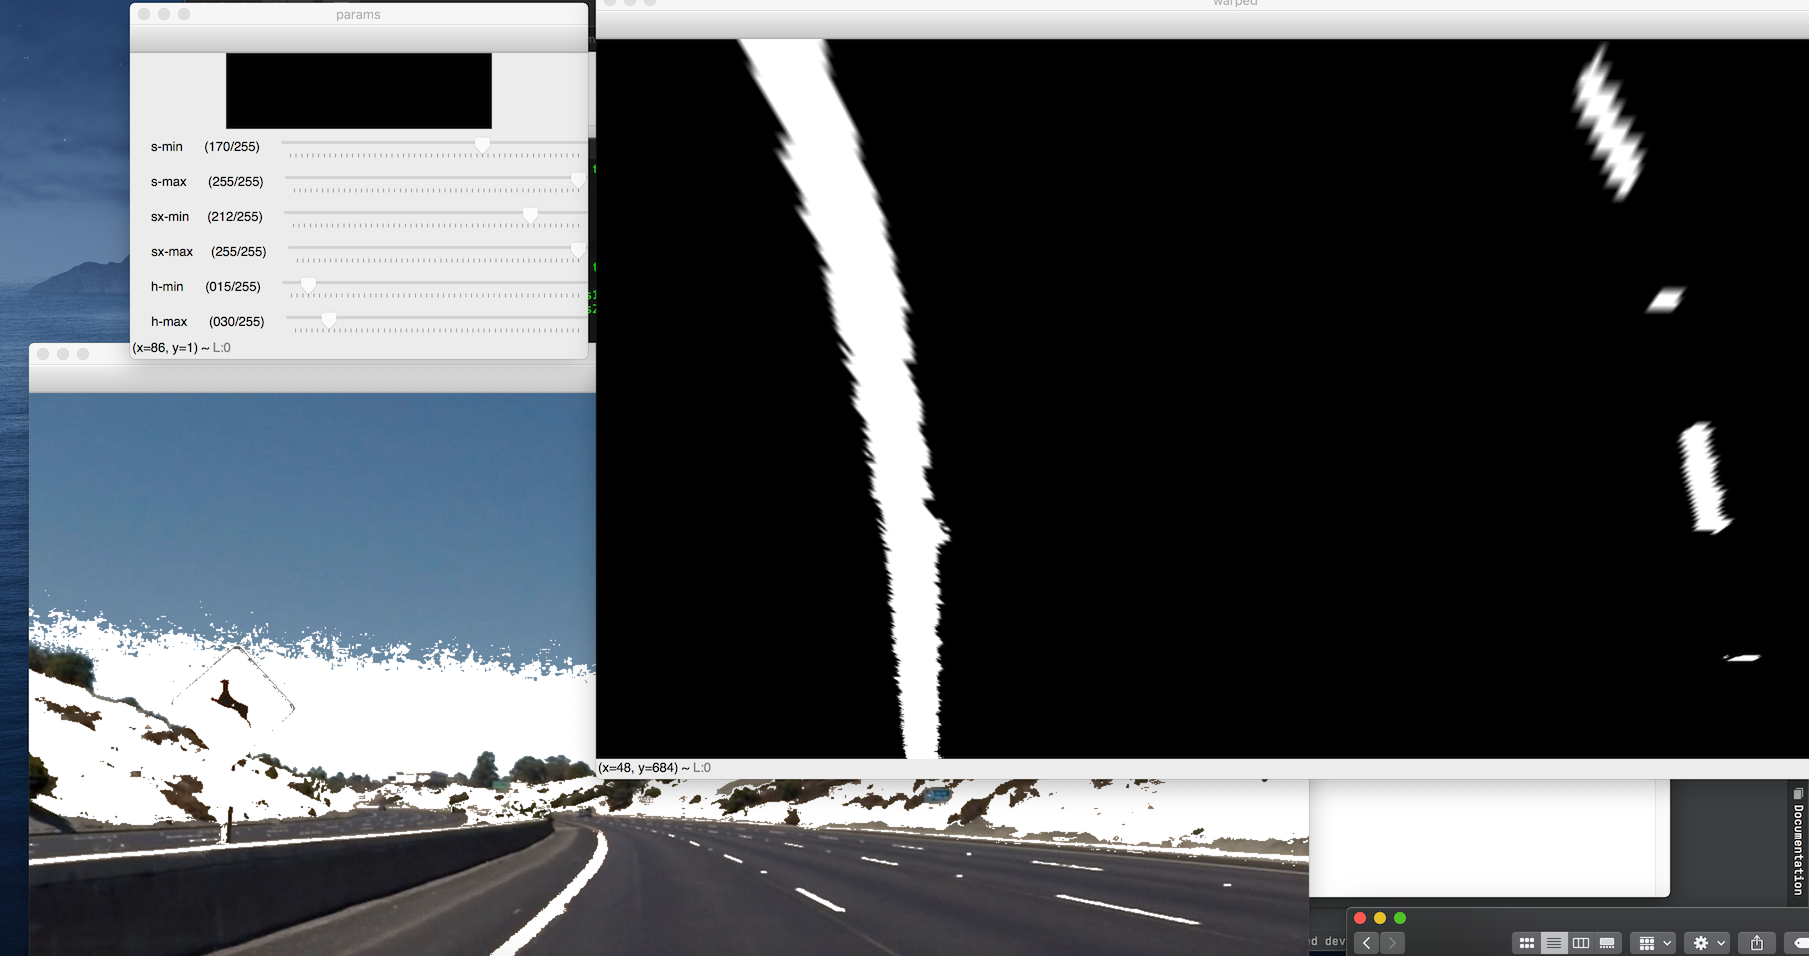 params
warped
s-min (170/255)
s-max (255/255)
sx-min (212/255)
sx-max (255/255)
h-min (015/255)
h-max (030/255)
(x=86, y=1) ~ L:0
(x=48, y=684) ~ L:0
Documentation
ed dev